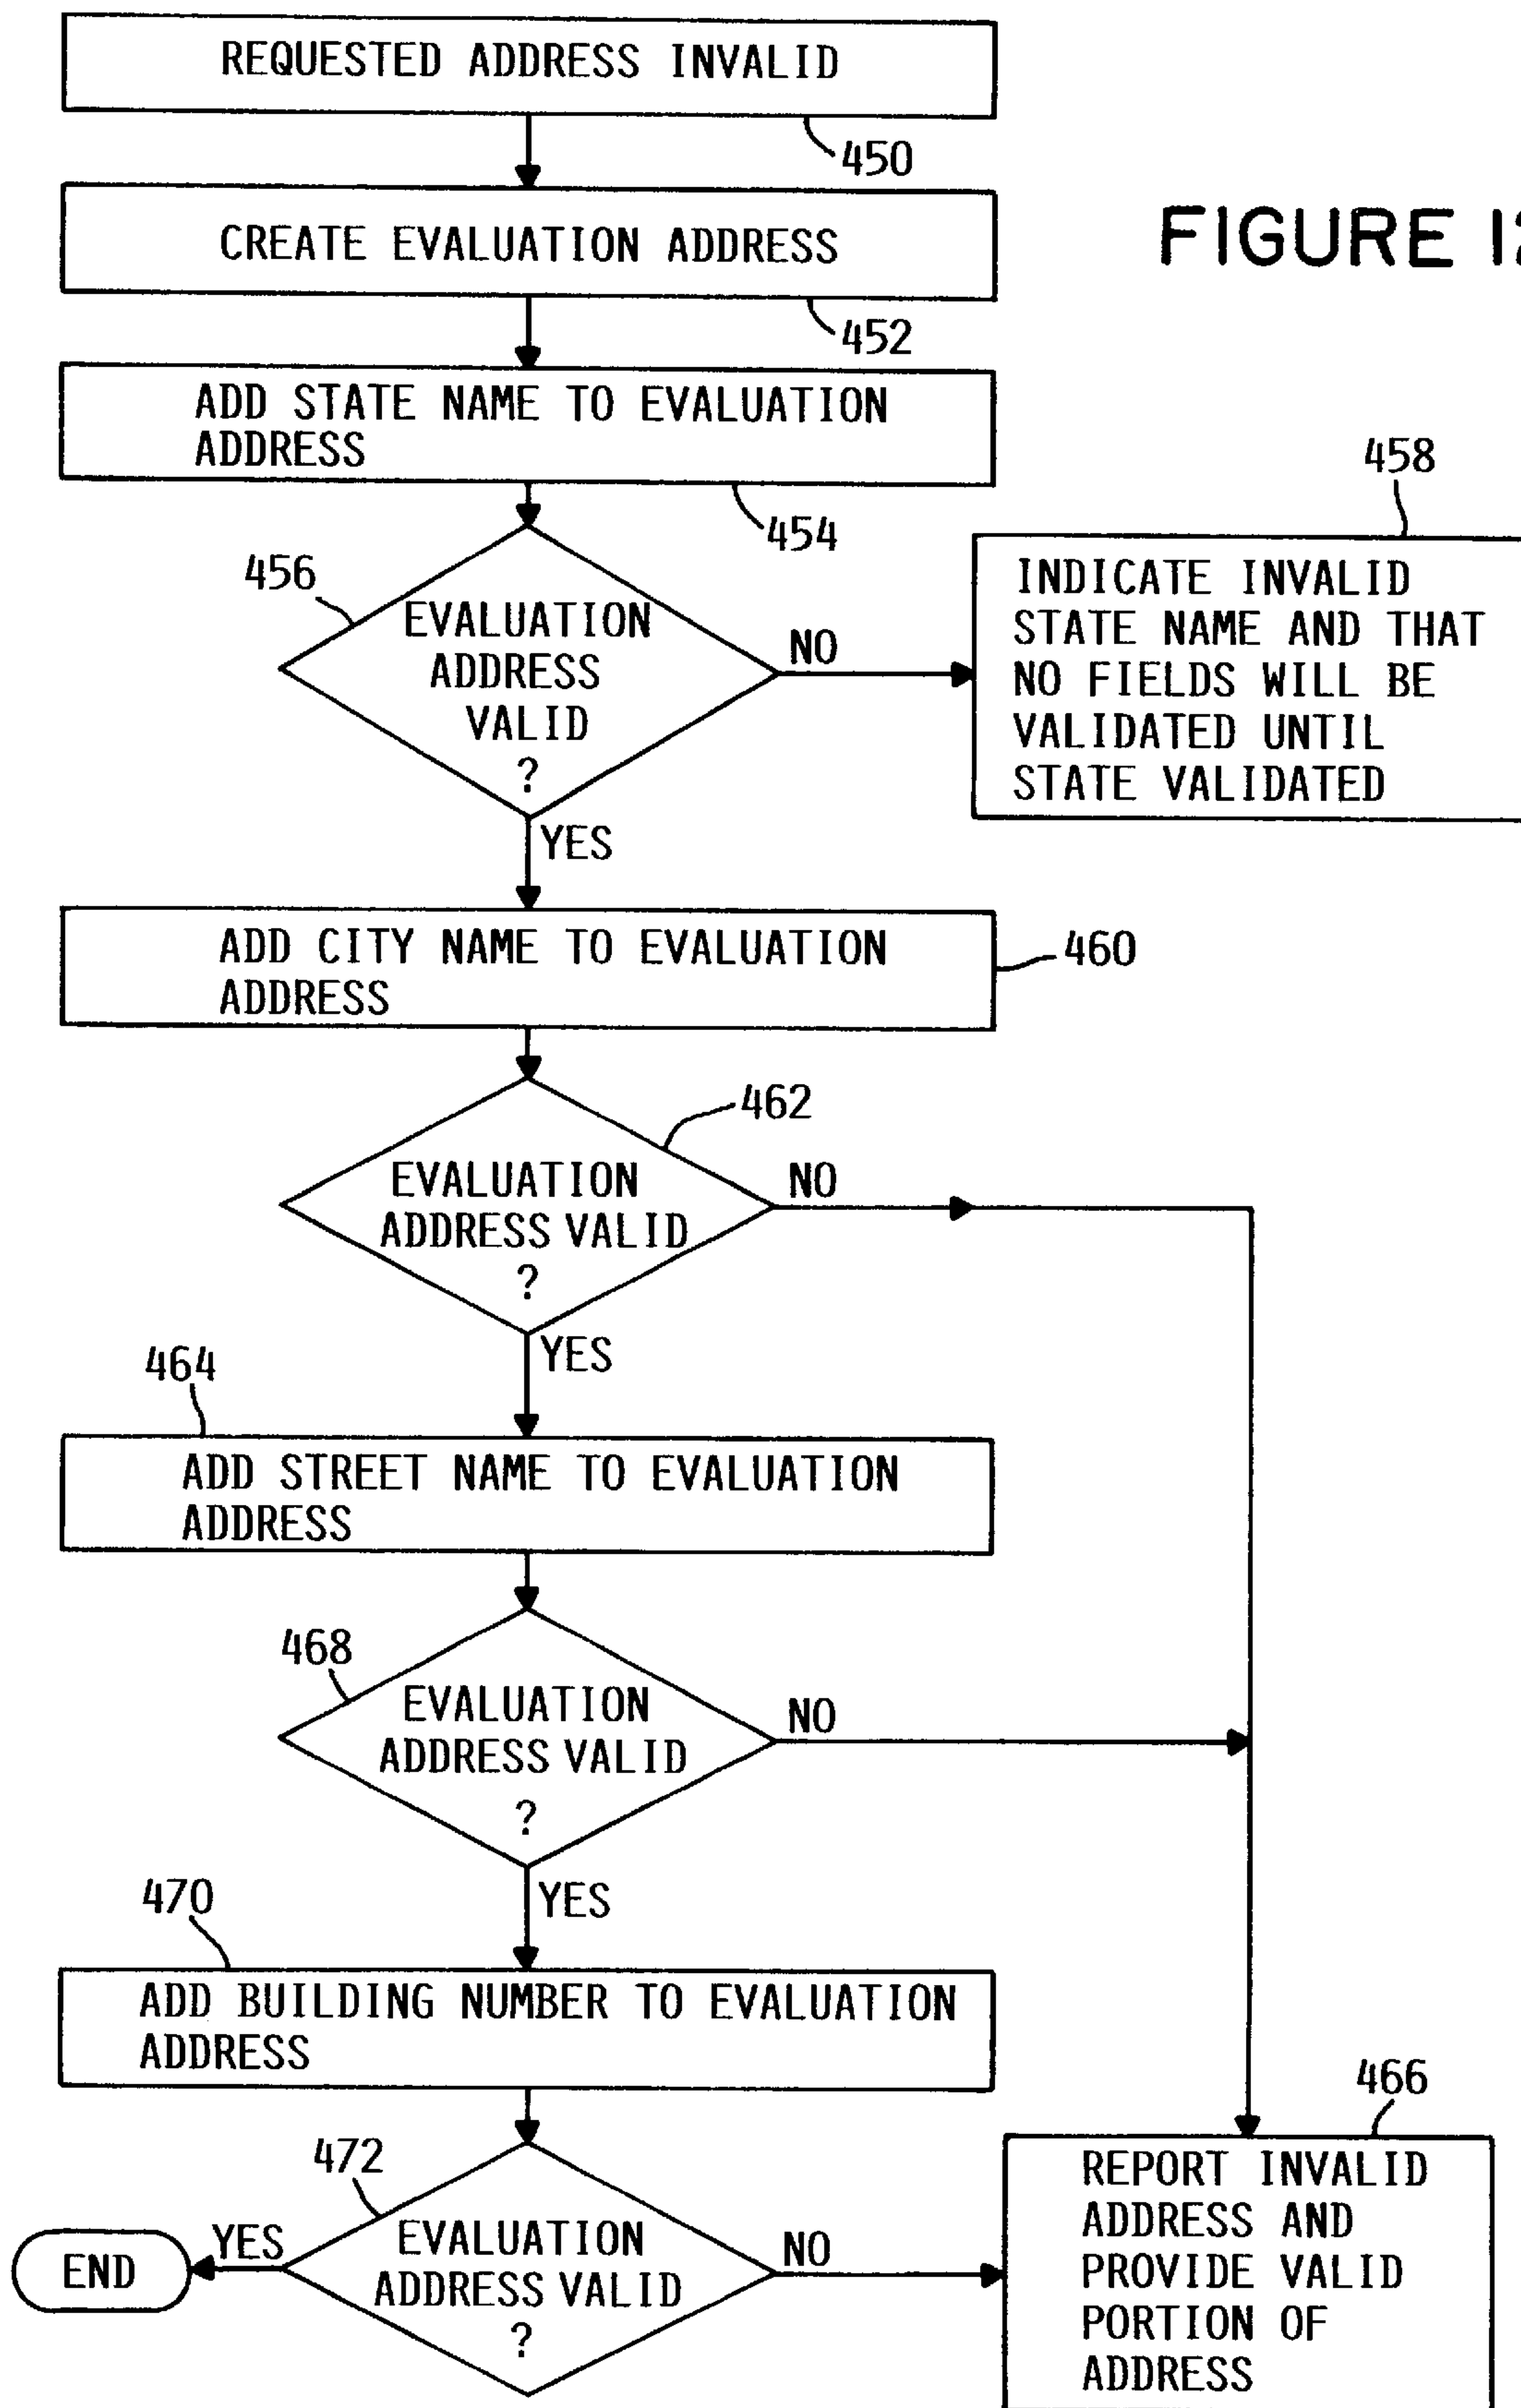 REQUESTED ADDRESS INVALID
450
CREATE EVALUATION ADDRESS
452
FIGURE 12
ADD STATE NAME TO EVALUATION
ADDRESS
454
456
EVALUATION
ADDRESS
VALID
?
NO
458
INDICATE INVALID
STATE NAME AND THAT
NO FIELDS WILL BE
VALIDATED UNTIL
STATE VALIDATED
YES
ADD CITY NAME TO EVALUATION
ADDRESS
460
462
EVALUATION
ADDRESS VALID
?
NO
YES
464
ADD STREET NAME TO EVALUATION
ADDRESS
468
EVALUATION
ADDRESS VALID
?
NO
YES
470
ADD BUILDING NUMBER TO EVALUATION
ADDRESS
472
EVALUATION
ADDRESS VALID
?
YES
END
NO
466
REPORT INVALID
ADDRESS AND
PROVIDE VALID
PORTION OF
ADDRESS